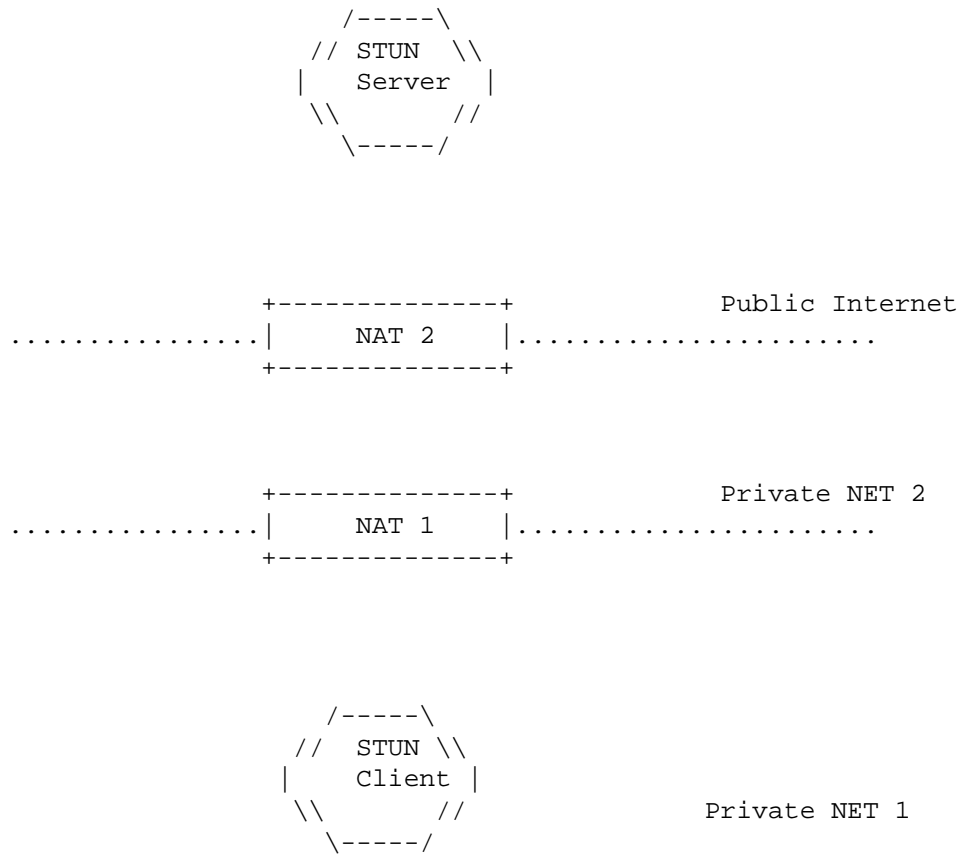 /-----\
// STUN \\
| Server |
\\ //
\-----/
+--------------+ Public Internet
................| NAT 2 |.......................
+--------------+
+--------------+ Private NET 2
................| NAT 1 |.......................
+--------------+
/-----\
// STUN \\
| Client |
\\ // Private NET 1
\-----/